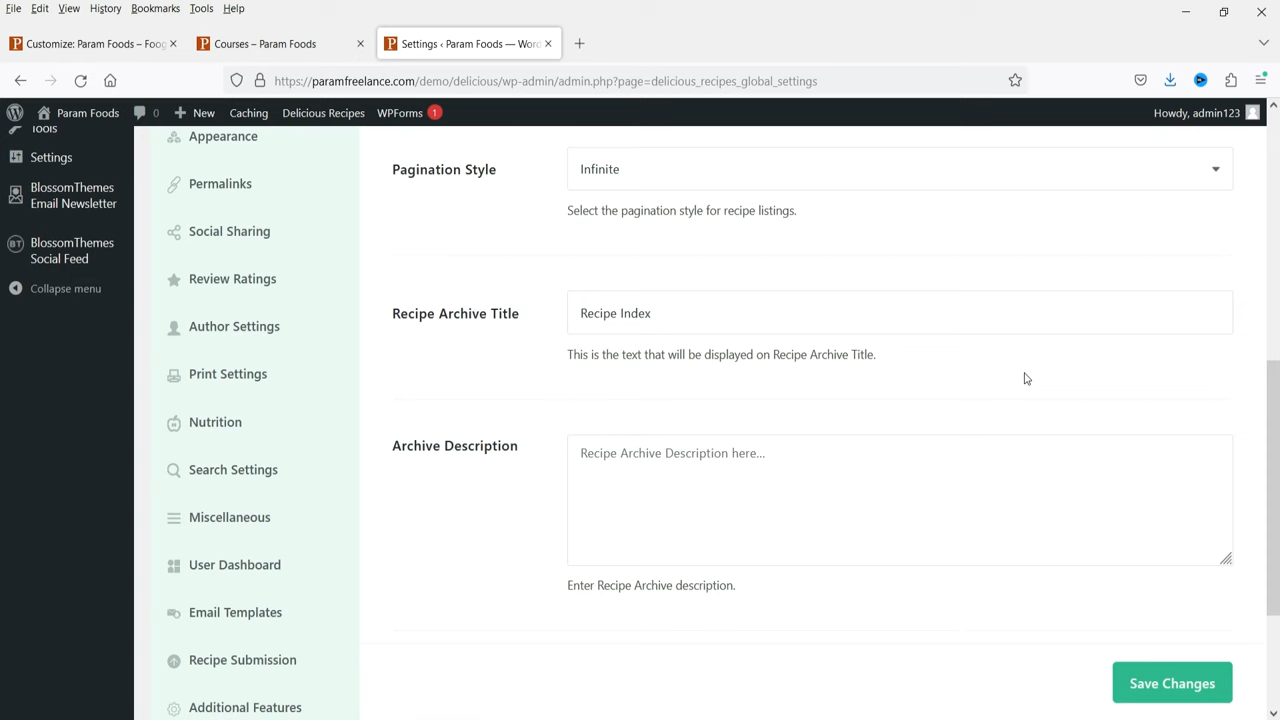 File Edit View History Bookmarks Tools Help
Customize: Param Foods – Foo
Courses – Param Foods
Settings ‹ Param Foods — Wor
https://paramfreelance.com/demo/delicious/wp-admin/admin.php?page=delicious_recipes_global_settings
Param Foods 0 New Caching Delicious Recipes WPForms 1 Howdy, admin123
Tools
Settings
BlossomThemes
Email Newsletter
BT
BlossomThemes
Social Feed
Collapse menu
Appearance
Permalinks
Social Sharing
Review Ratings
Author Settings
Print Settings
Nutrition
Search Settings
Miscellaneous
User Dashboard
Email Templates
Recipe Submission
Additional Features
Pagination Style
Infinite
Select the pagination style for recipe listings.
Recipe Archive Title
Recipe Index
This is the text that will be displayed on Recipe Archive Title.
Archive Description
Recipe Archive Description here...
Enter Recipe Archive description.
Save Changes